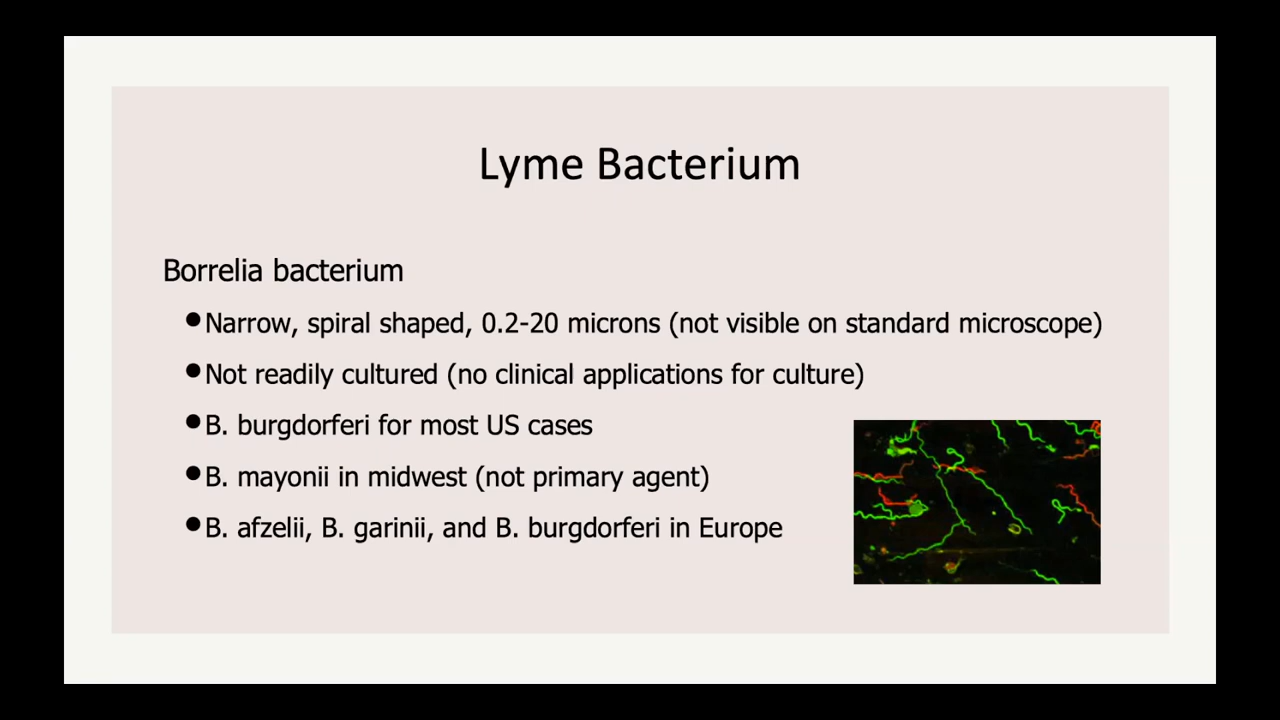 Lyme Bacterium
Borrelia bacterium
●Narrow, spiral shaped, 0.2-20 microns (not visible on standard microscope)
●Not readily cultured (no clinical applications for culture)
●B. burgdorferi for most US cases
●B. mayonii in midwest (not primary agent)
●B. afzelii, B. garinii, and B. burgdorferi in Europe